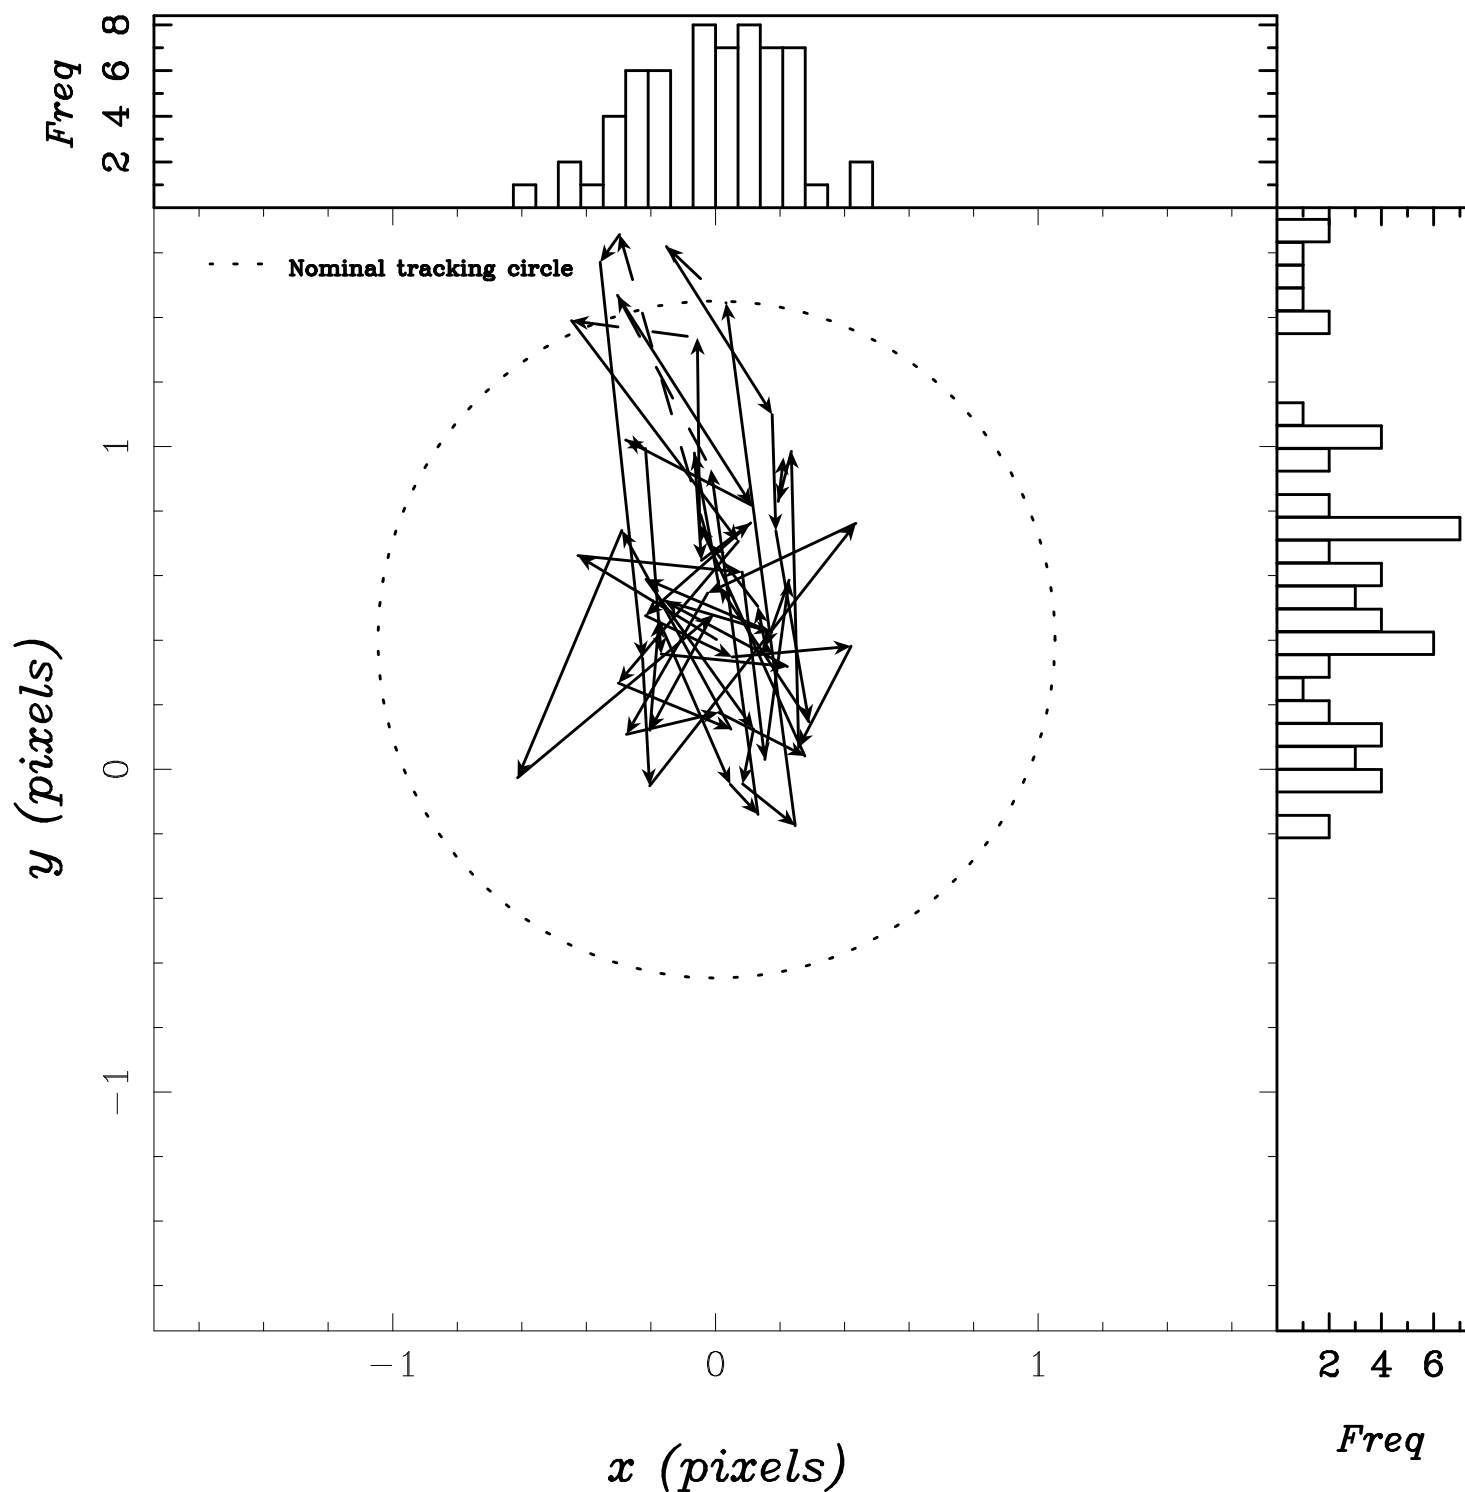 Freq
8
6
4
2
Nominal tracking circle
y (pixels)
1
0
−1
−1 0 1
2 4 6
x (pixels)
Freq